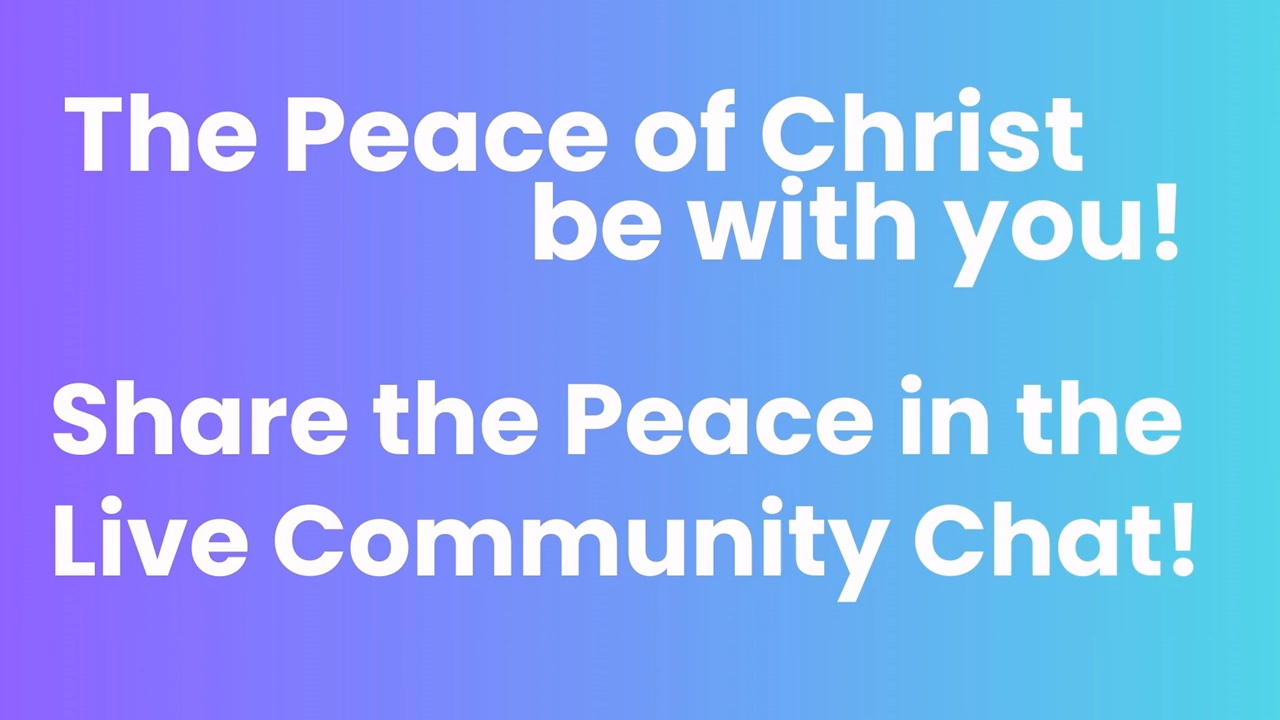 The Peace of Christ
be with you!
Share the Peace in the
Live Community Chat!